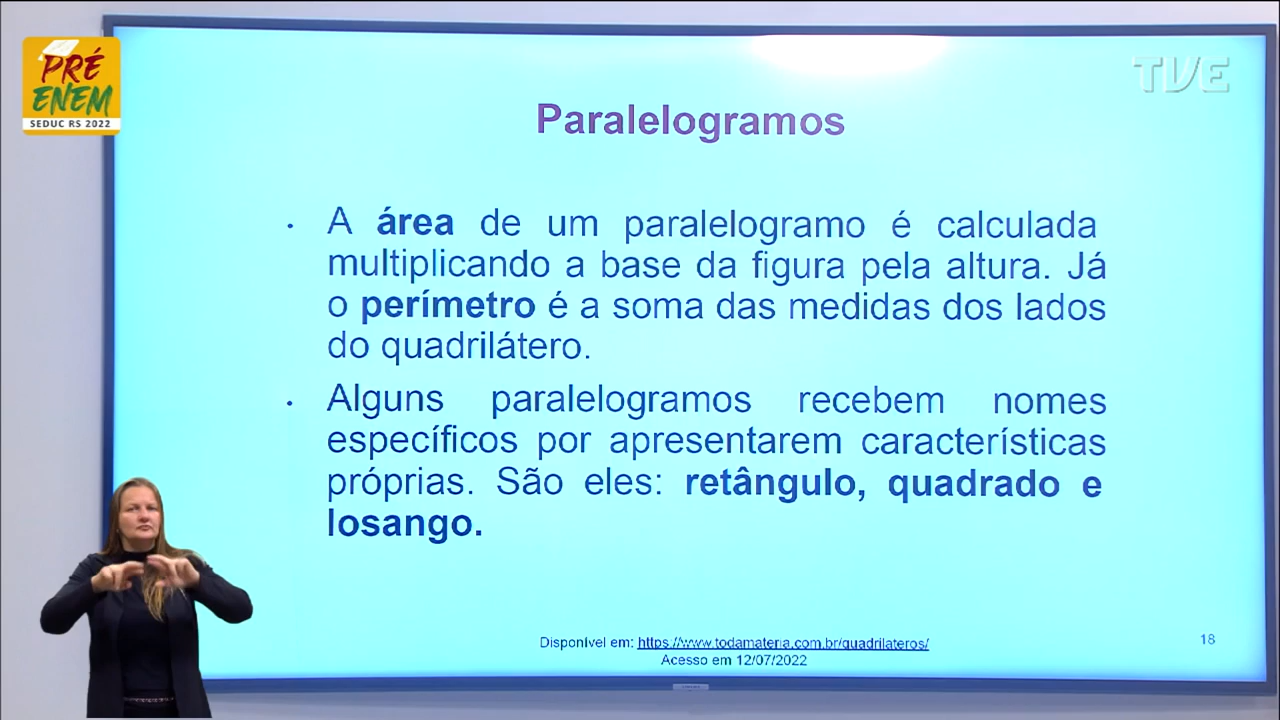 PRÉ
ENEM
SEDUC RS 2022
TVE
Paralelogramos
• A área de um paralelogramo é calculada
multiplicando a base da figura pela altura. Já
o perímetro é a soma das medidas dos lados
do quadrilátero.
• Alguns paralelogramos recebem nomes
específicos por apresentarem características
próprias. São eles: retângulo, quadrado e
losango.
Disponível em: https://www.todamateria.com.br/quadrilateros/
Acesso em 12/07/2022
18